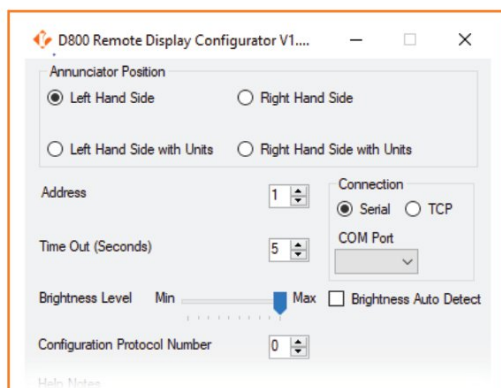 D800 Remote Display Configurator V1....
Annunciator Position
Left Hand Side
Right Hand Side
Left Hand Side with Units
Right Hand Side with Units
Address
1
Connection
Serial
TCP
Time Out (Seconds)
5
COM Port
Brightness Level
Min
Max
Brightness Auto Detect
Configuration Protocol Number
0
Help Notes